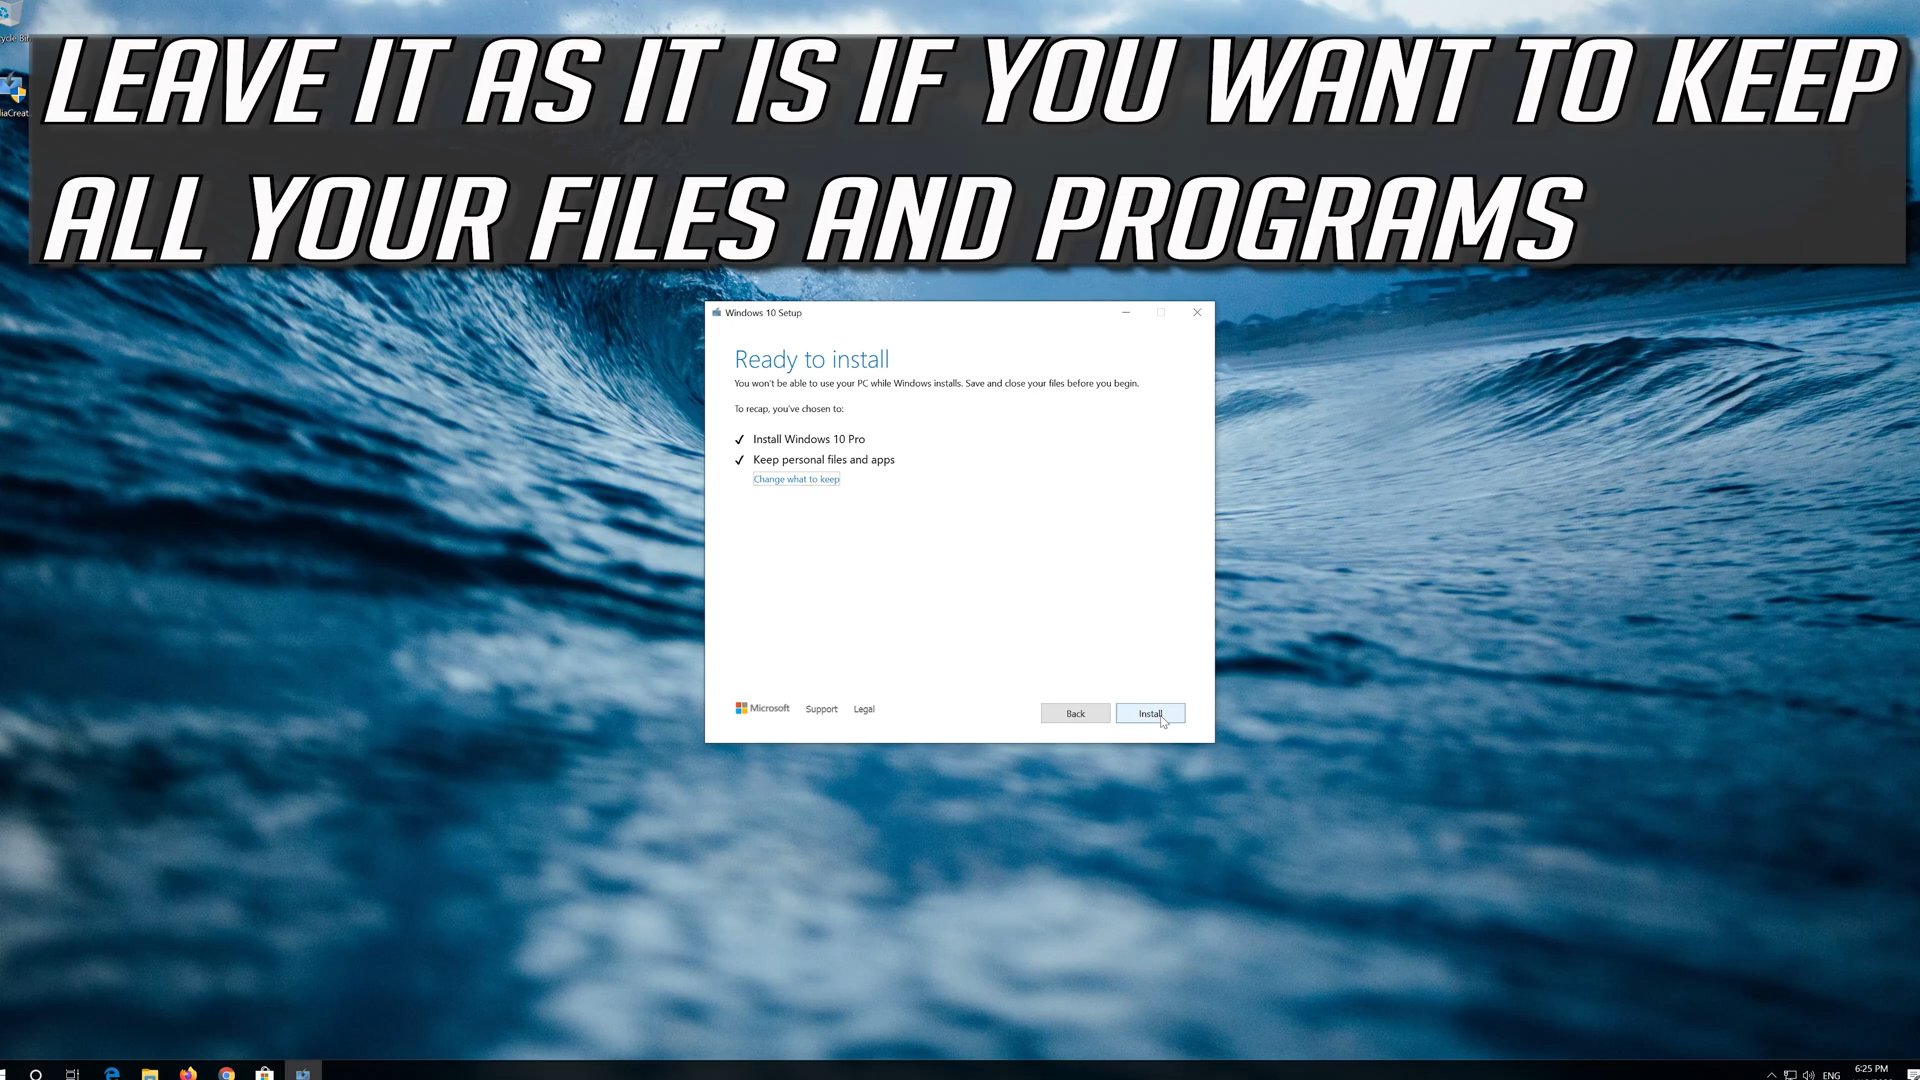 LEAVE IT AS IT IS IF YOU WANT TO KEEP
ALL YOUR FILES AND PROGRAMS
Windows 10 Setup
Ready to install
You won't be able to use your PC while Windows installs. Save and close your files before you begin.
To recap, you've chosen to:
Install Windows 10 Pro
Keep personal files and apps
Change what to keep
Microsoft Support Legal
Back Install
ENG
6:25 PM